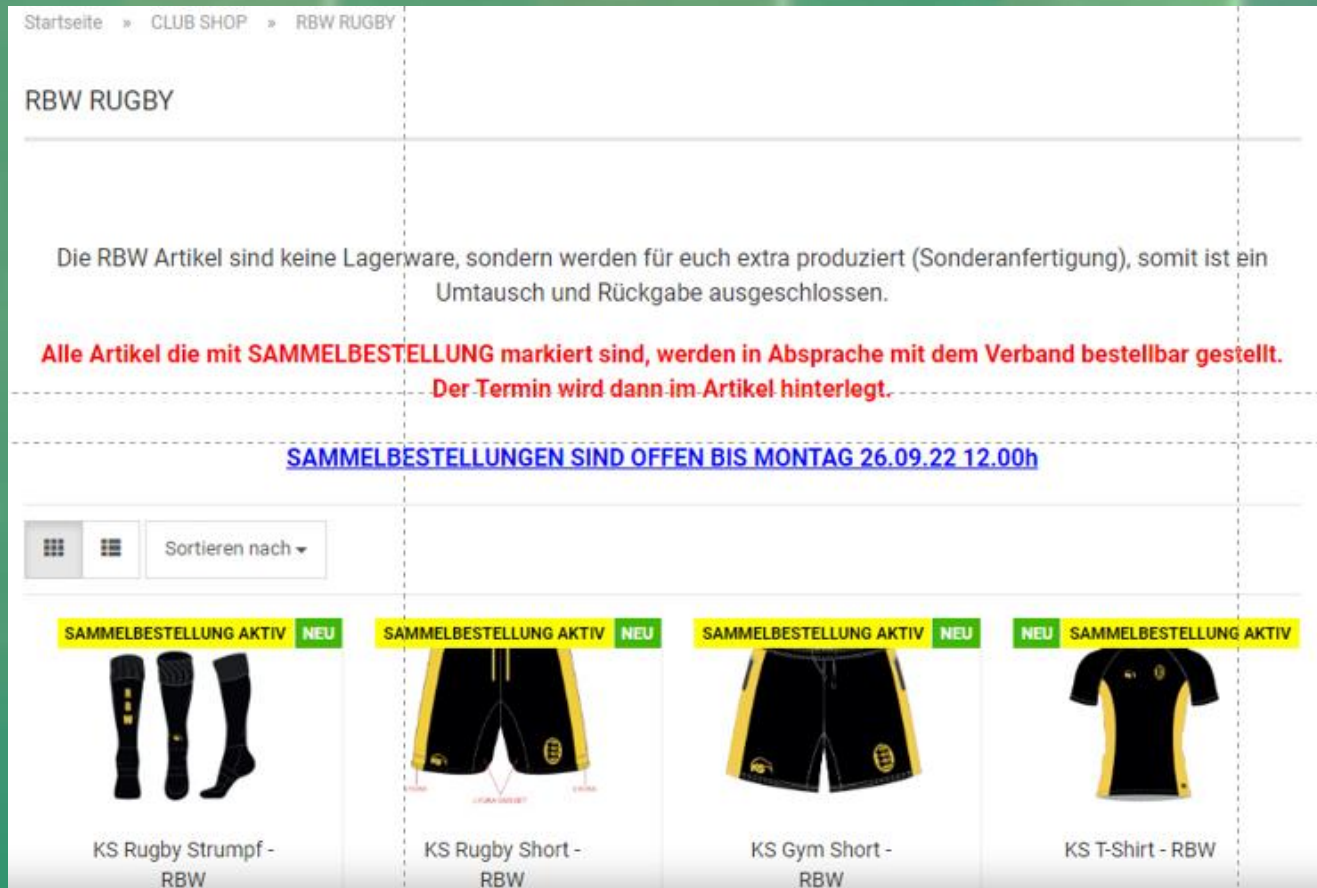 Startseite » CLUB SHOP » RBW RUGBY
RBW RUGBY
Die RBW Artikel sind keine Lagerware, sondern werden für euch extra produziert (Sonderanfertigung), somit ist ein
Umtausch und Rückgabe ausgeschlossen.
Alle Artikel die mit SAMMELBESTELLUNG markiert sind, werden in Absprache mit dem Verband bestellbar gestellt.
Der Termin wird dann im Artikel hinterlegt.
SAMMELBESTELLUNGEN SIND OFFEN BIS MONTAG 26.09.22 12.00h
Sortieren nach
SAMMELBESTELLUNG AKTIV NEU
SAMMELBESTELLUNG AKTIV NEU
SAMMELBESTELLUNG AKTIV NEU
NEU SAMMELBESTELLUNG AKTIV
RBW
KS
KS Rugby Strumpf -
RBW
KS Rugby Short -
RBW
KS Gym Short -
RBW
KS T-Shirt - RBW